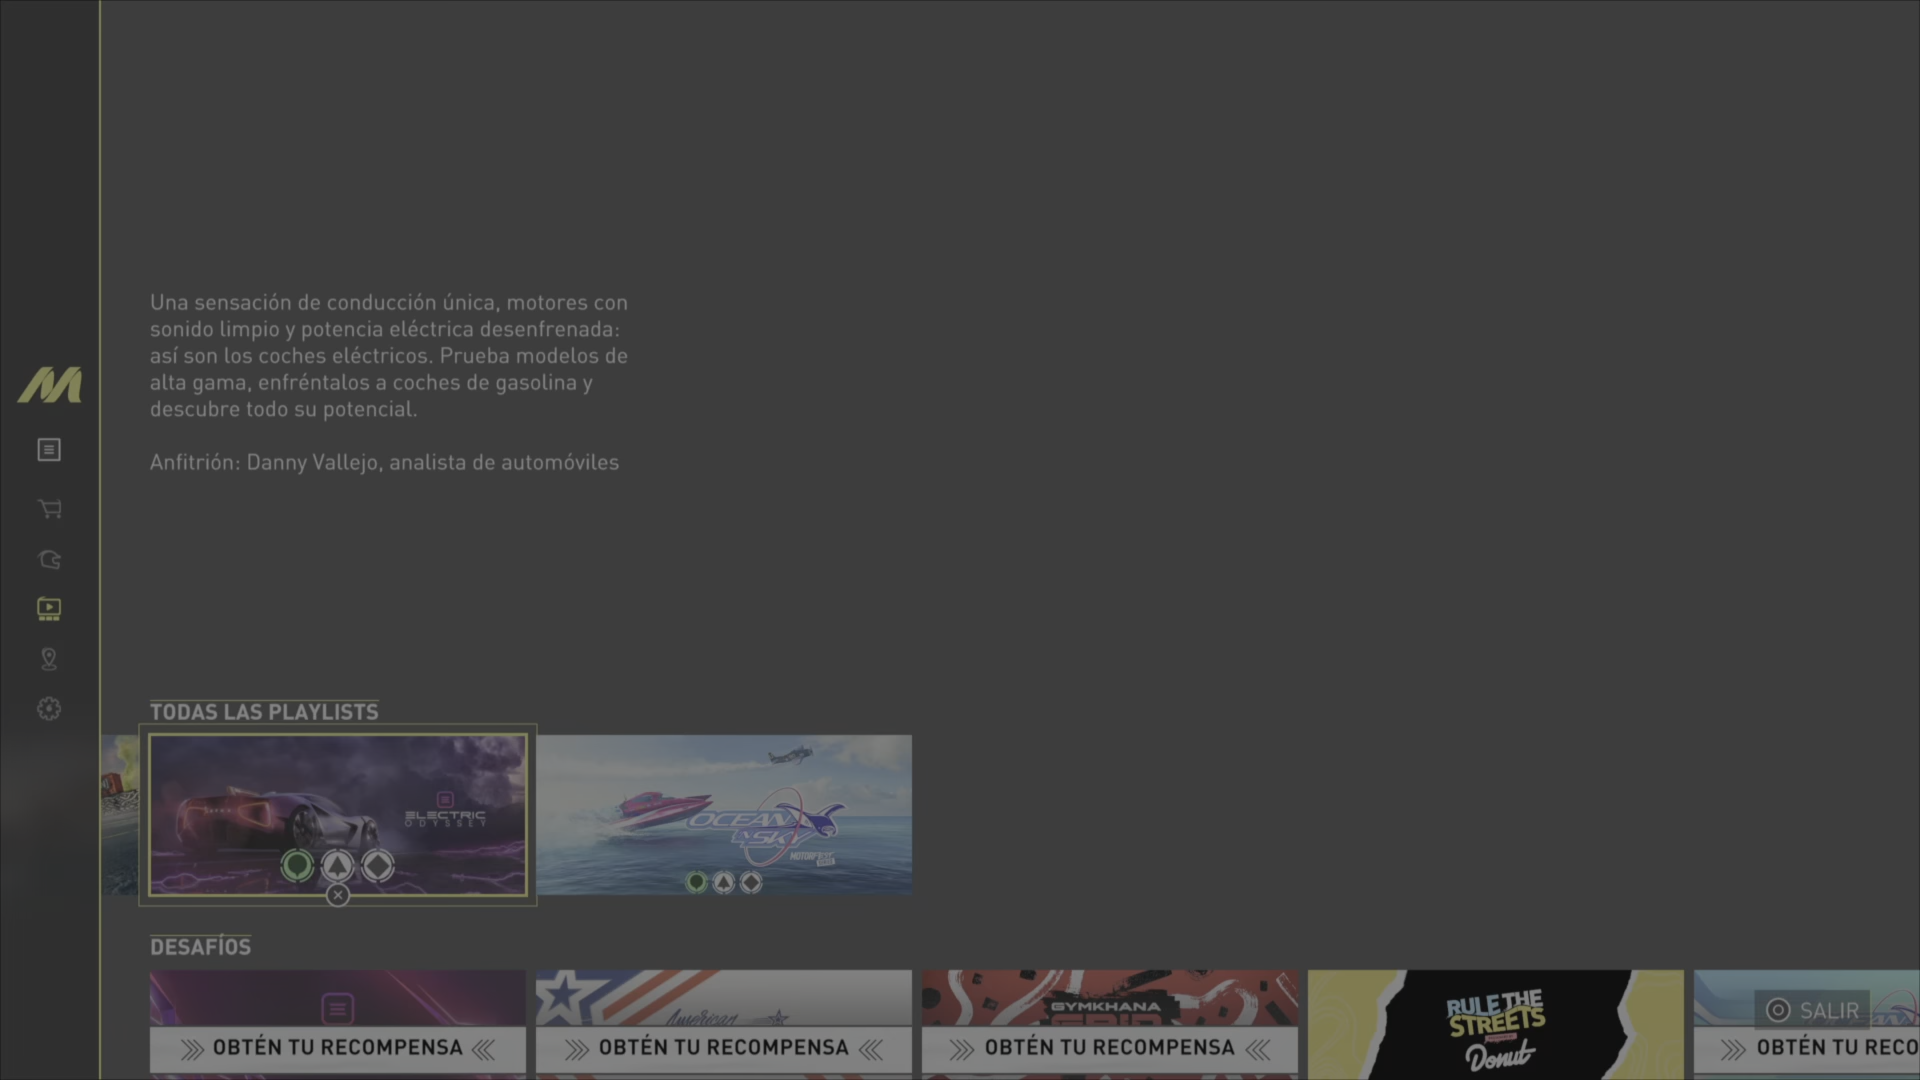 Una sensación de conducción única, motores con
sonido limpio y potencia eléctrica desenfrenada:
así son los coches eléctricos. Prueba modelos de
alta gama, enfréntalos a coches de gasolina y
descubre todo su potencial.
Anfitrión: Danny Vallejo, analista de automóviles
TODAS LAS PLAYLISTS
ELECTRIC
ODYSSEY
OCEAN
& SKY
MOTORFEST
DESAFÍOS
American
GYMKHANA
GRID
RULE THE
STREETS
Donut
SALIR
OBTÉN TU RECOMPENSA
OBTÉN TU RECOMPENSA
OBTÉN TU RECOMPENSA
OBTÉN TU RECO